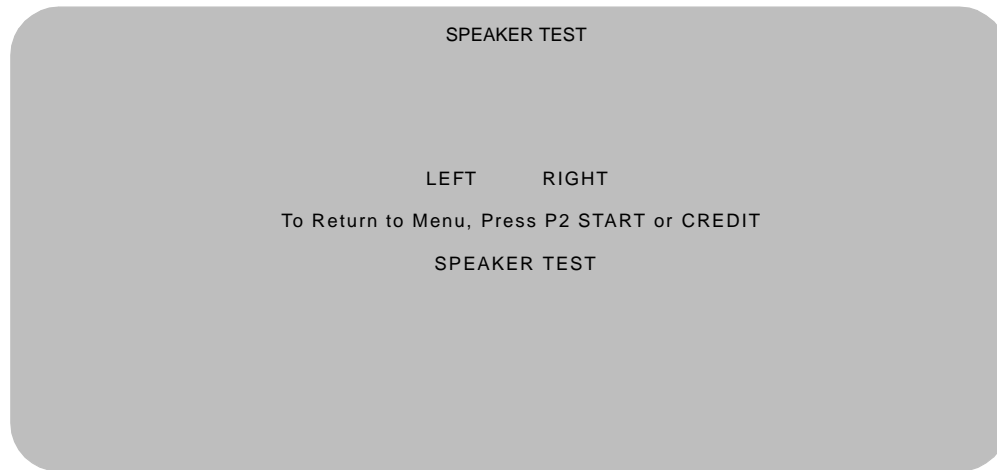 SPEAKER TEST
LEFT RIGHT
To Return to Menu, Press P2 START or CREDIT
SPEAKER TEST